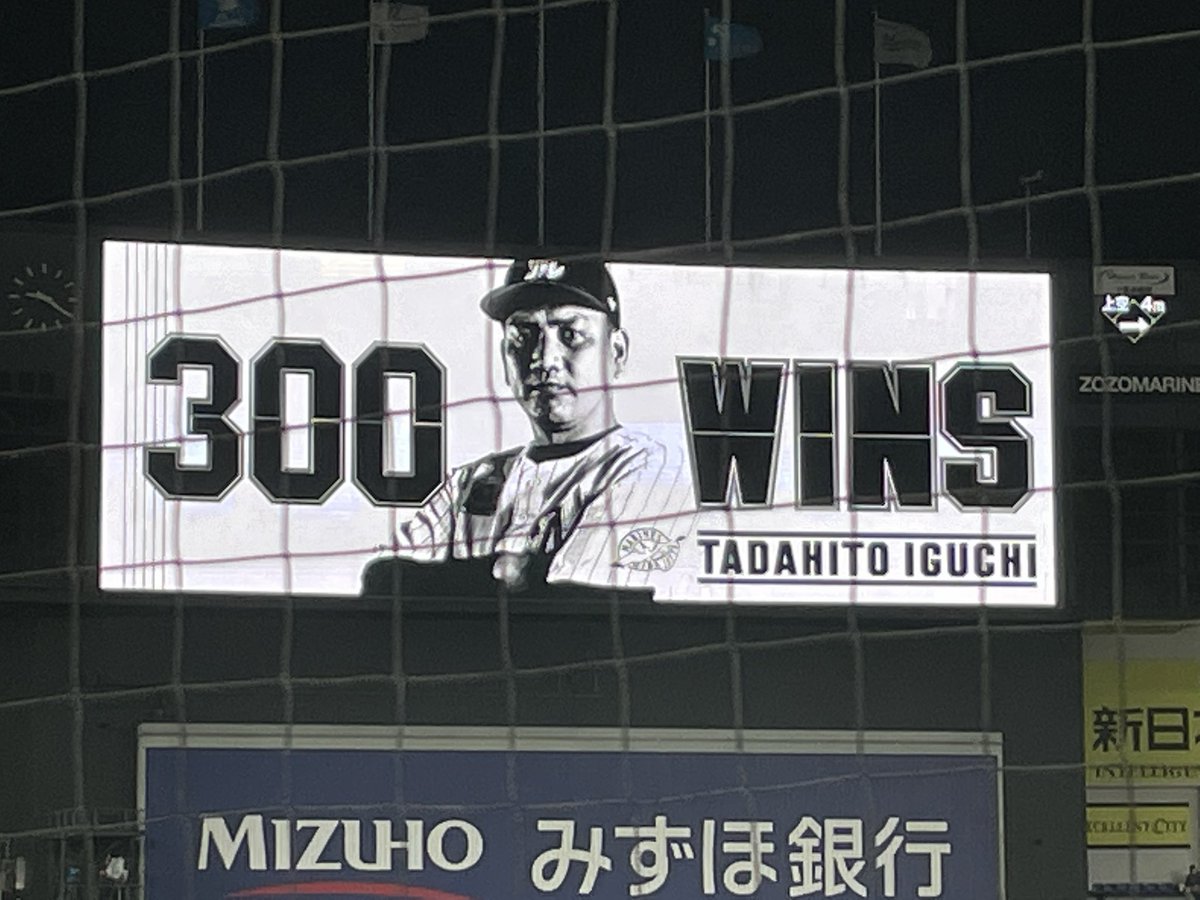 300 WINS
TADAHITO IGUCHI
ZOZOMARINE
新日本
MIZUHO みずほ銀行